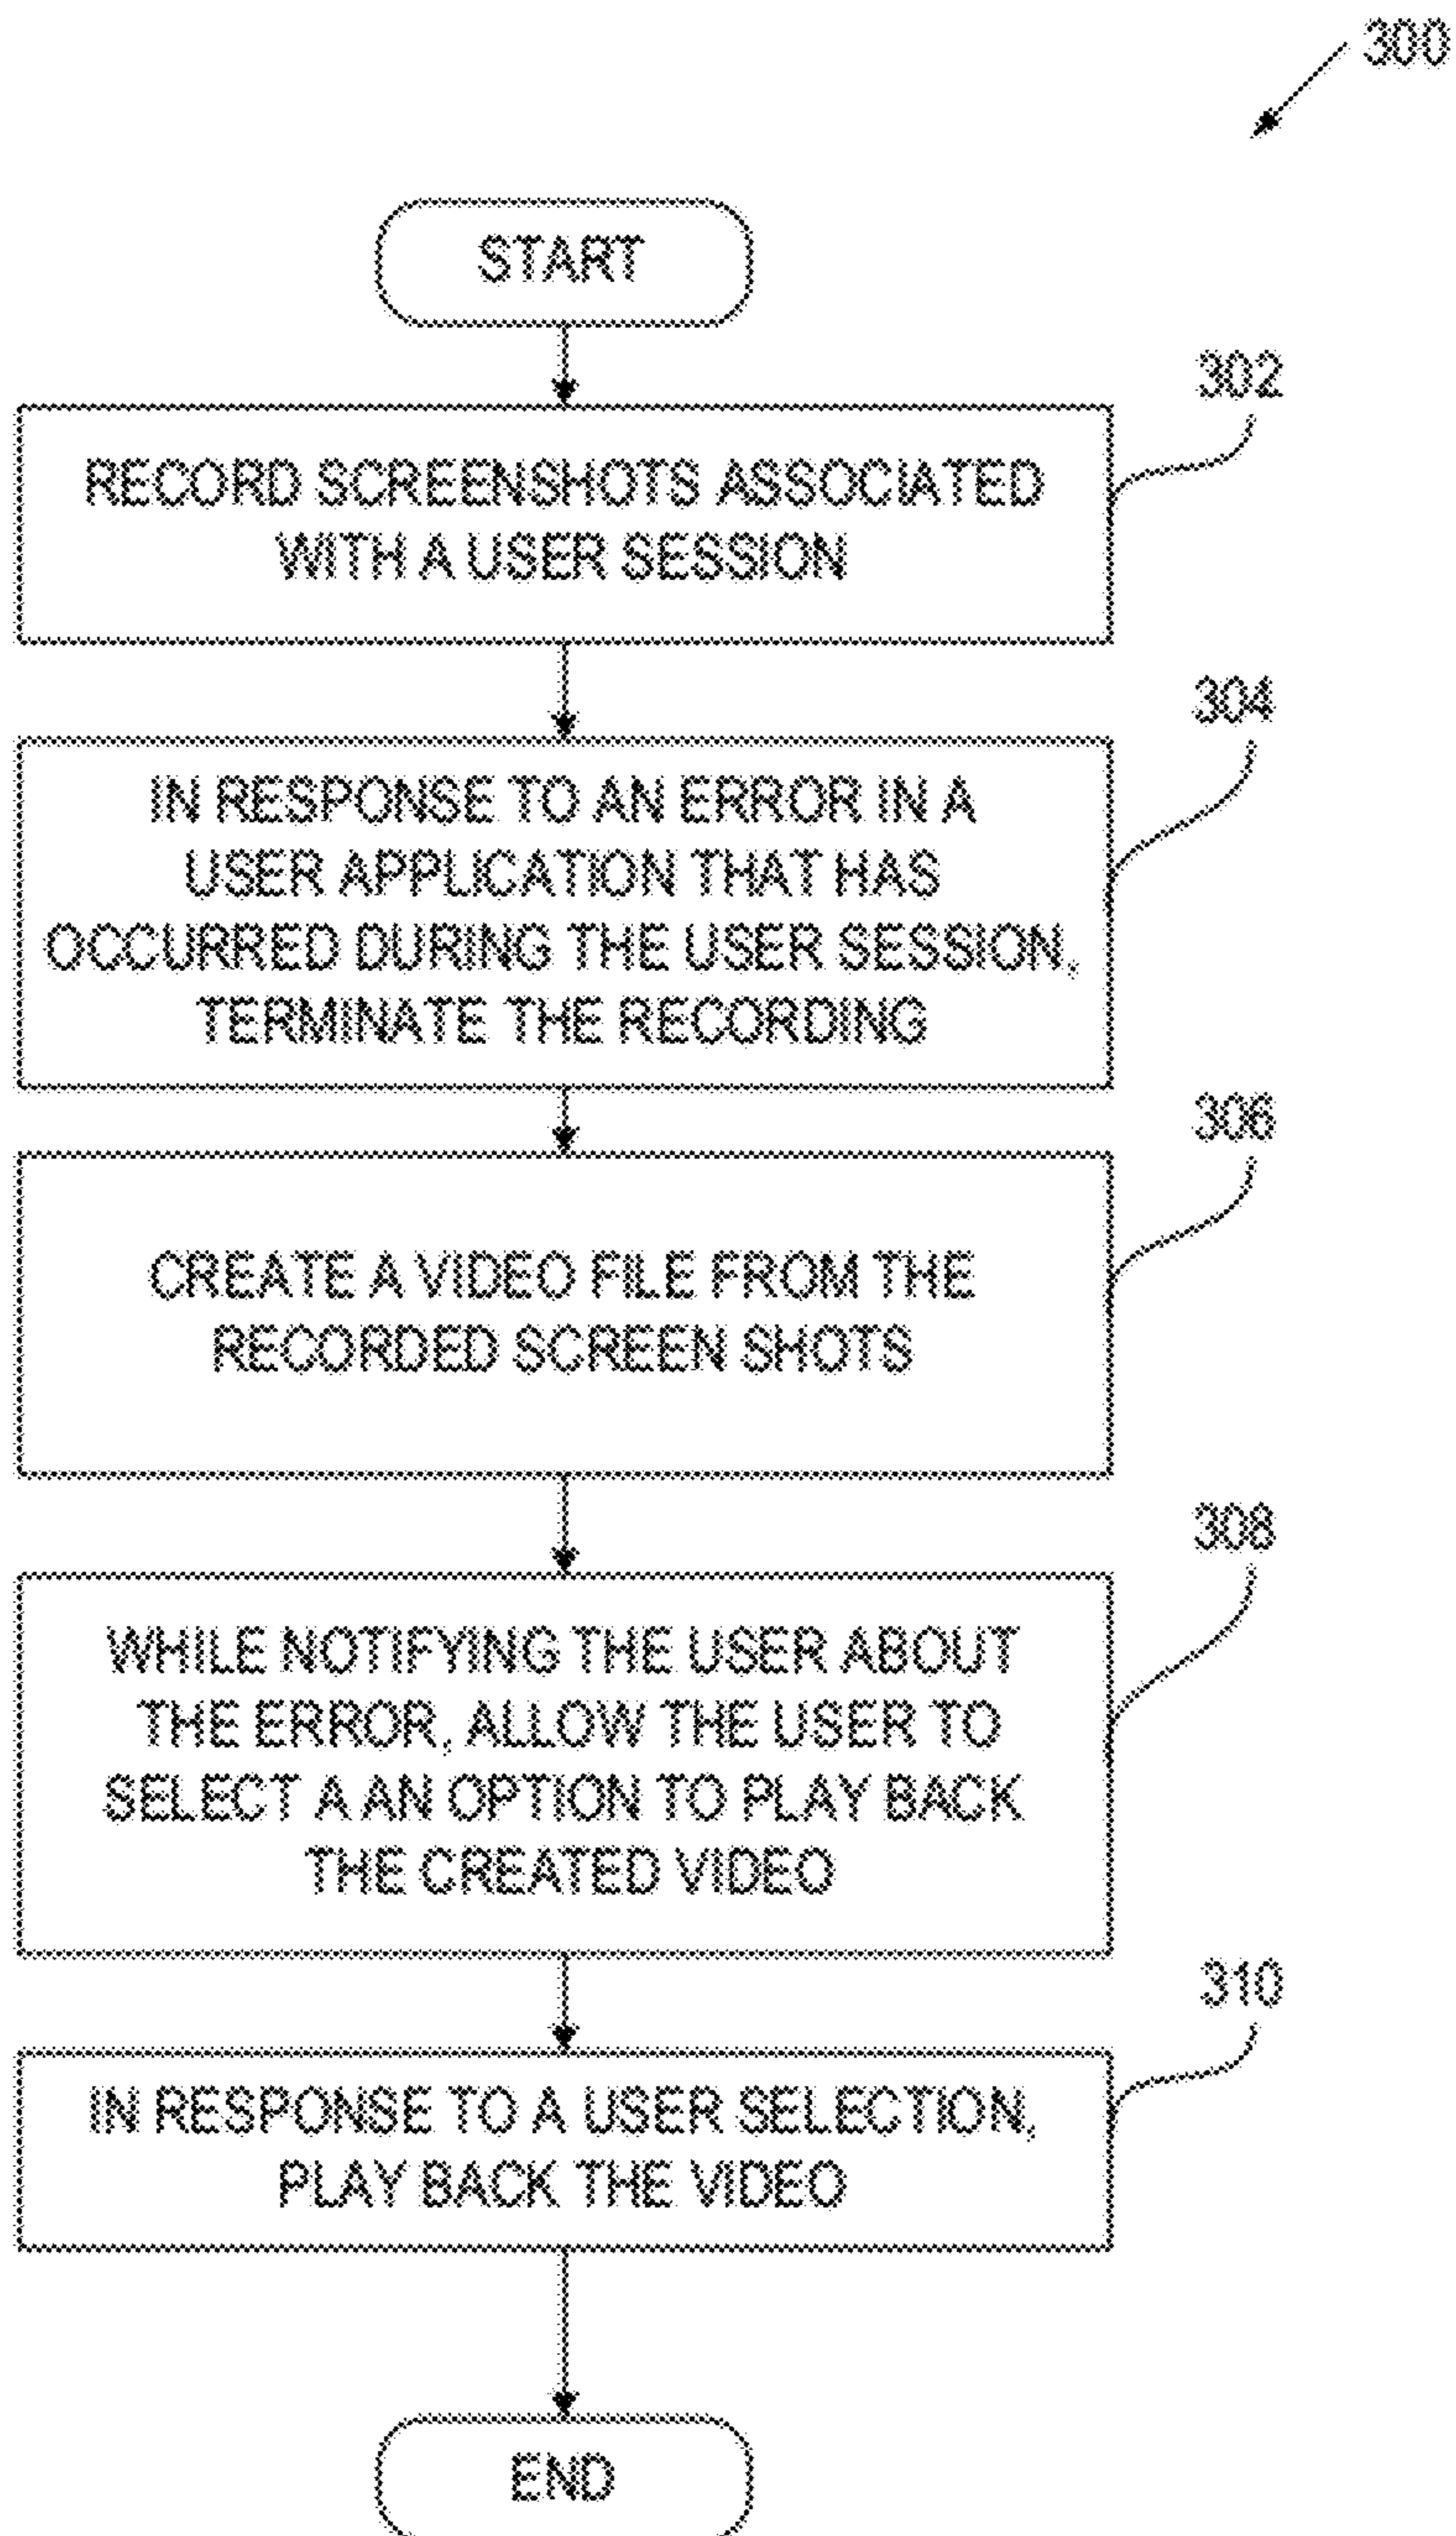 300
START
302
RECORD SCREENSHOTS ASSOCIATED
WITH A USER SESSION
304
IN RESPONSE TO AN ERROR IN A
USER APPLICATION THAT HAS
OCCURRED DURING THE USER SESSION,
TERMINATE THE RECORDING
306
CREATE A VIDEO FILE FROM THE
RECORDED SCREEN SHOTS
308
WHILE NOTIFYING THE USER ABOUT
THE ERROR, ALLOW THE USER TO
SELECT A AN OPTION TO PLAY BACK
THE CREATED VIDEO
310
IN RESPONSE TO A USER SELECTION,
PLAY BACK THE VIDEO
END